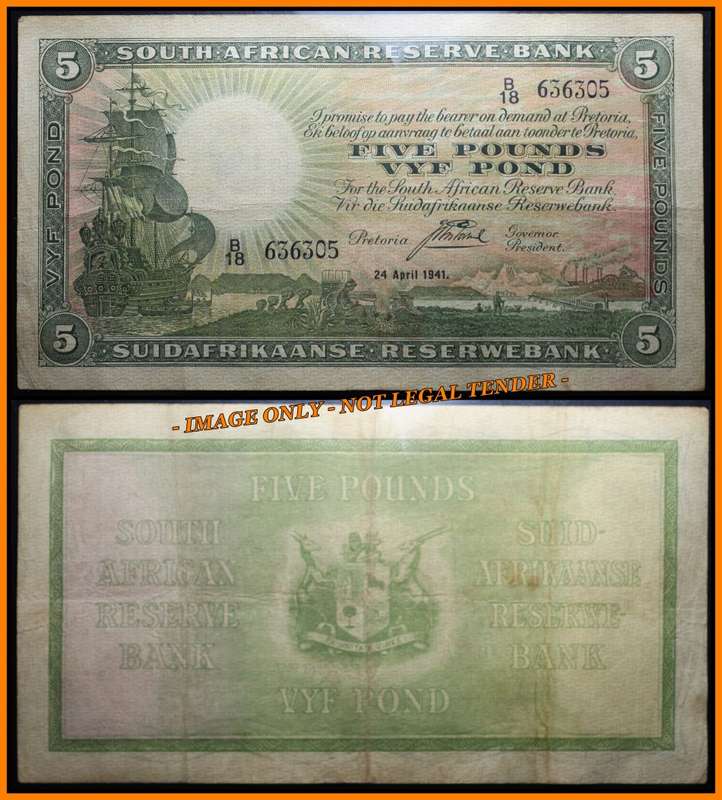 5 SOUTH·AFRICAN·RESERVE·BANK 5
B/18 636305
I promise to pay the bearer on demand at Pretoria,
Ek beloof op aanvraag te betaal aan toonder te Pretoria,
FIVE POUNDS
VYF POND
For the South African Reserve Bank.
Vir die Suidafrikaanse Reserwebank.
Pretoria Governor.
President.
B/18 636305
24 April 1941.
VYF POND
FIVE POUNDS
5 SUIDAFRIKAANSE·RESERWEBANK 5
- IMAGE ONLY - NOT LEGAL TENDER -
FIVE POUNDS
SOUTH
AFRICAN
RESERVE
BANK
SUID-
AFRIKAANSE
RESERWE-
BANK
VYF POND